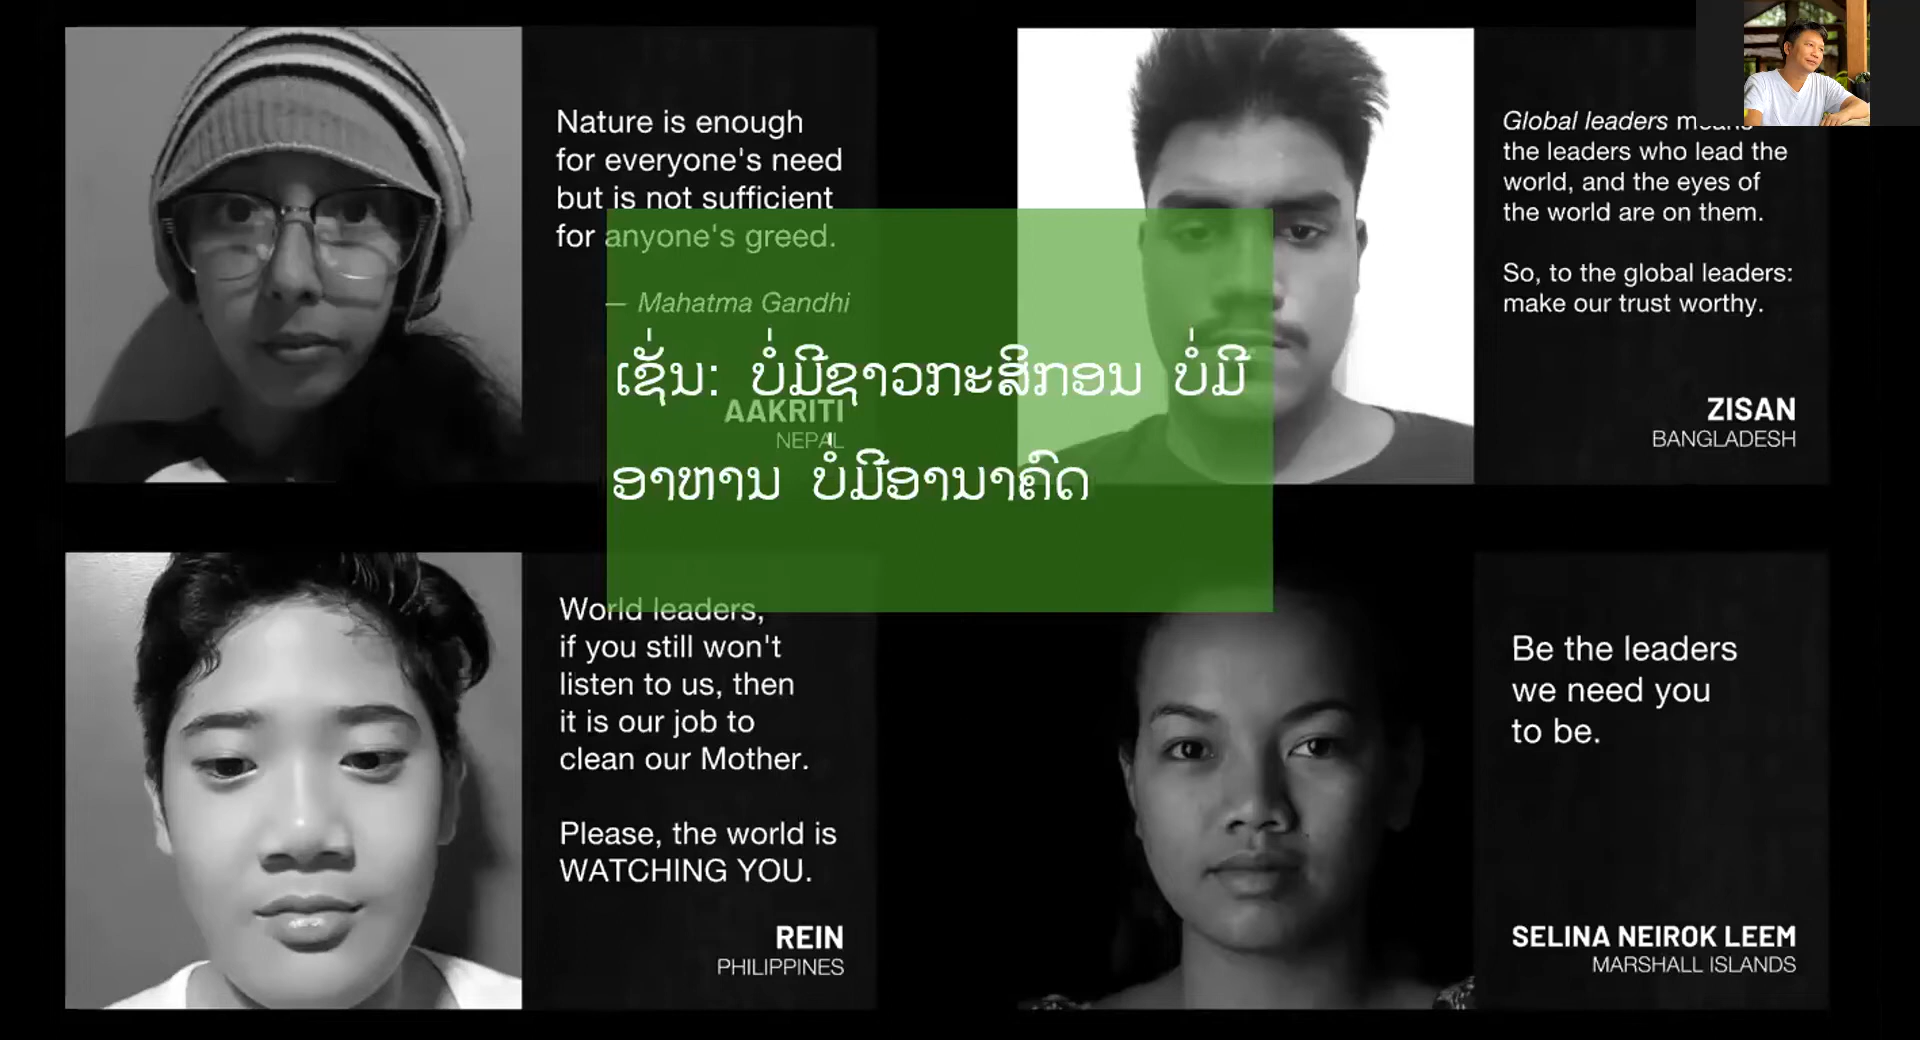 Nature is enough
for everyone's need
but is not sufficient
for anyone's greed.
— Mahatma Gandhi
AAKRITI
NEPAL
Global leaders means
the leaders who lead the
world, and the eyes of
the world are on them.
So, to the global leaders:
make our trust worthy.
ZISAN
BANGLADESH
ເຊັ່ນ: ບໍ່ມີຊາວກະສິກອນ ບໍ່ມີ
ອາຫານ ບໍ່ມີອານາຄົດ
World leaders,
if you still won't
listen to us, then
it is our job to
clean our Mother.
Please, the world is
WATCHING YOU.
REIN
PHILIPPINES
Be the leaders
we need you
to be.
SELINA NEIROK LEEM
MARSHALL ISLANDS